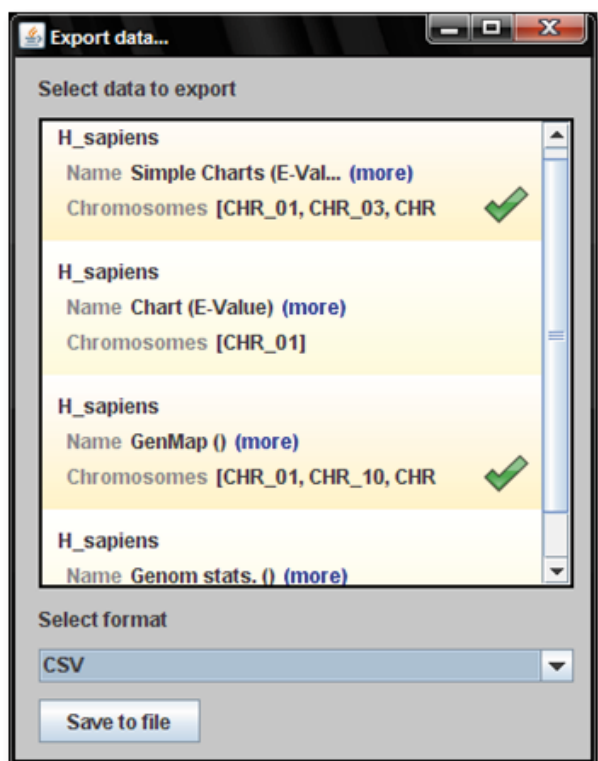 Export data...
Select data to export
H_sapiens
Name Simple Charts (E-Val... (more)
Chromosomes [CHR_01, CHR_03, CHR
H_sapiens
Name Chart (E-Value) (more)
Chromosomes [CHR_01]
H_sapiens
Name GenMap () (more)
Chromosomes [CHR_01, CHR_10, CHR
H_sapiens
Name Genom stats. () (more)
Select format
CSV
Save to file